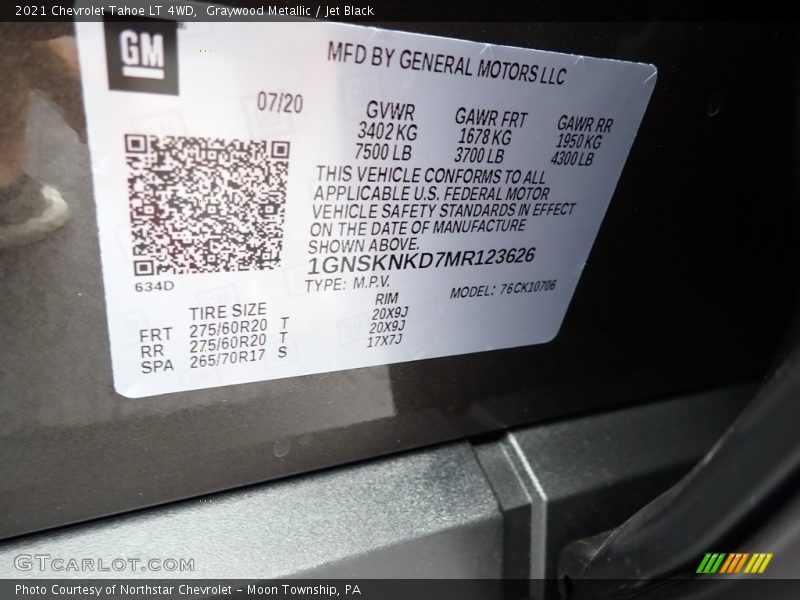 2021 Chevrolet Tahoe LT 4WD, Graywood Metallic / Jet Black
GM
MFD BY GENERAL MOTORS LLC
07/20
GVWR GAWR FRT GAWR RR
3402 KG 1678 KG 1950 KG
7500 LB 3700 LB 4300 LB
THIS VEHICLE CONFORMS TO ALL
APPLICABLE U.S. FEDERAL MOTOR
VEHICLE SAFETY STANDARDS IN EFFECT
ON THE DATE OF MANUFACTURE
SHOWN ABOVE.
1GNSKNKD7MR123626
TYPE: M.P.V. MODEL: 76CK10706
634D
TIRE SIZE RIM
FRT 275/60R20 T 20X9J
RR 275/60R20 T 20X9J
SPA 265/70R17 S 17X7J
GTCARLOT.COM
Photo Courtesy of Northstar Chevrolet - Moon Township, PA